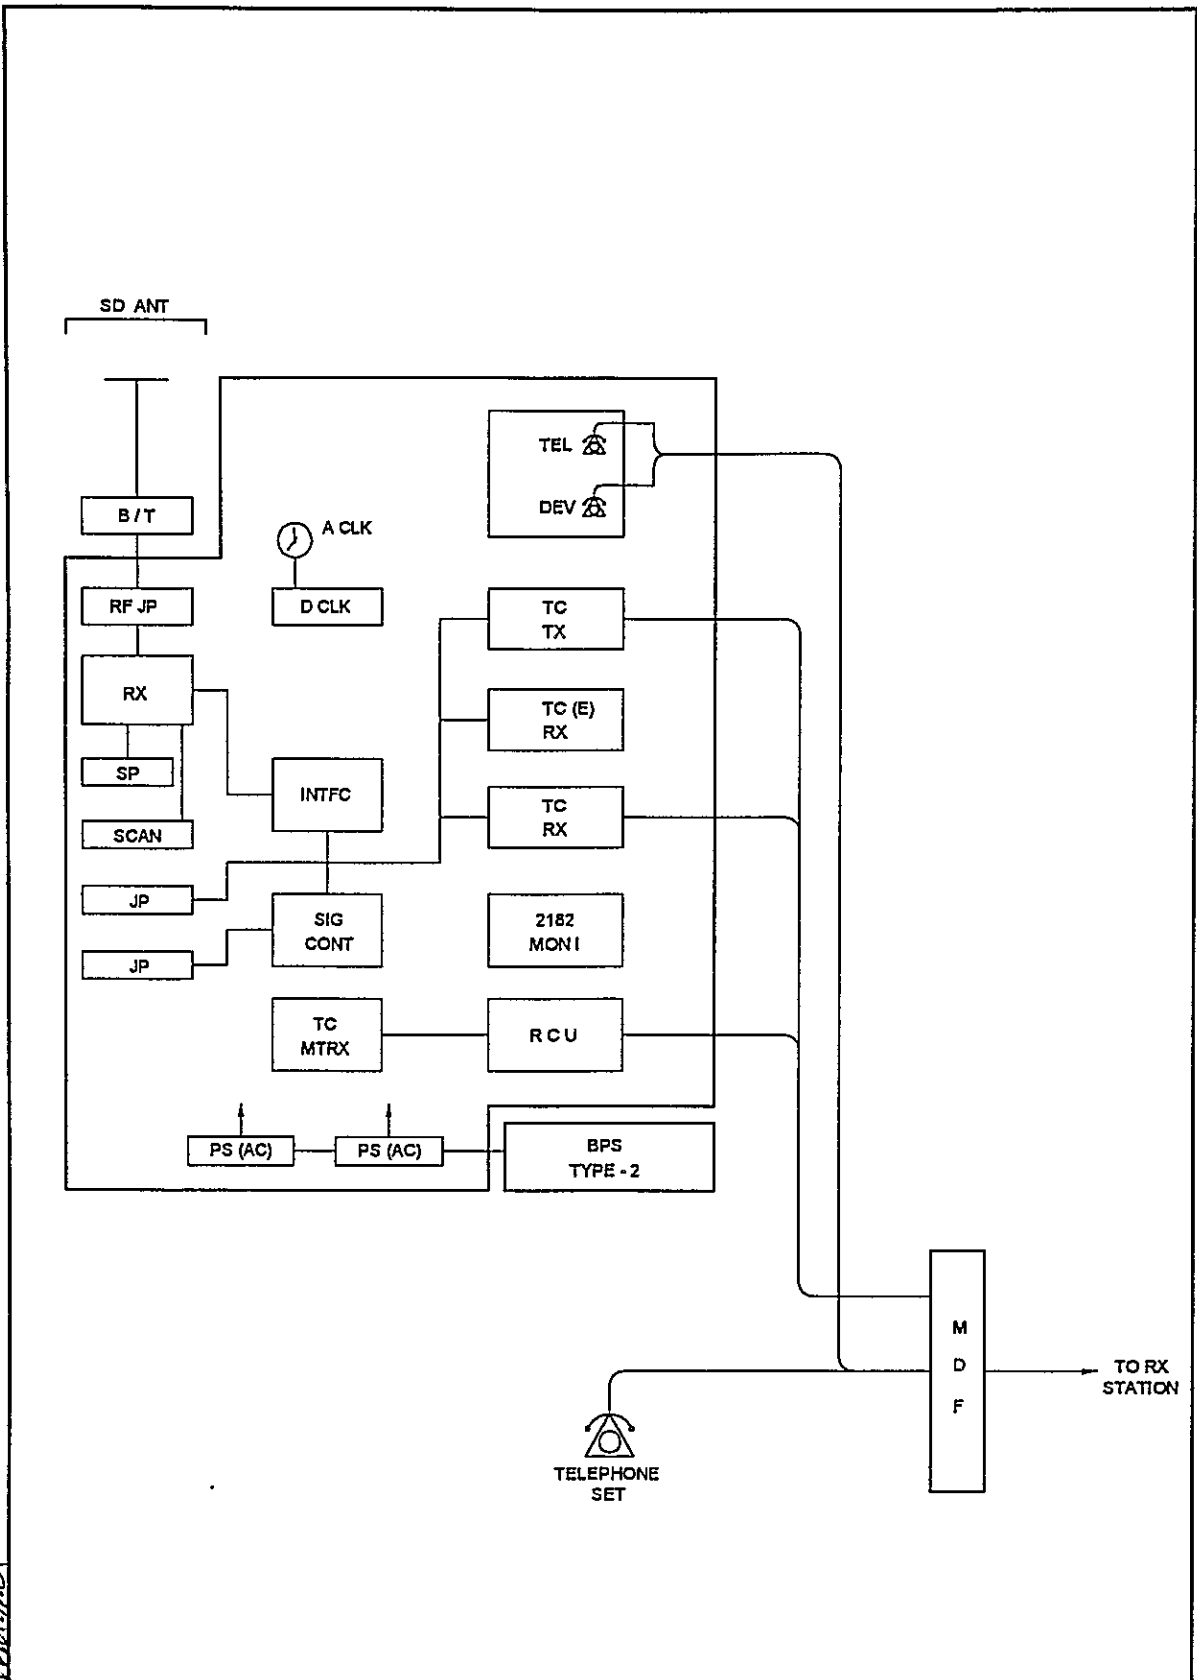 SD ANT
TEL
B / T
DEV
A CLK
RF JP
D CLK
TC
TX
RX
TC (E)
RX
SP
INTFC
TC
RX
SCAN
JP
SIG
CONT
2182
MONI
JP
TC
MTRX
R C U
PS (AC)
PS (AC)
BPS
TYPE - 2
M
D
F
TO RX
STATION
TELEPHONE
SET